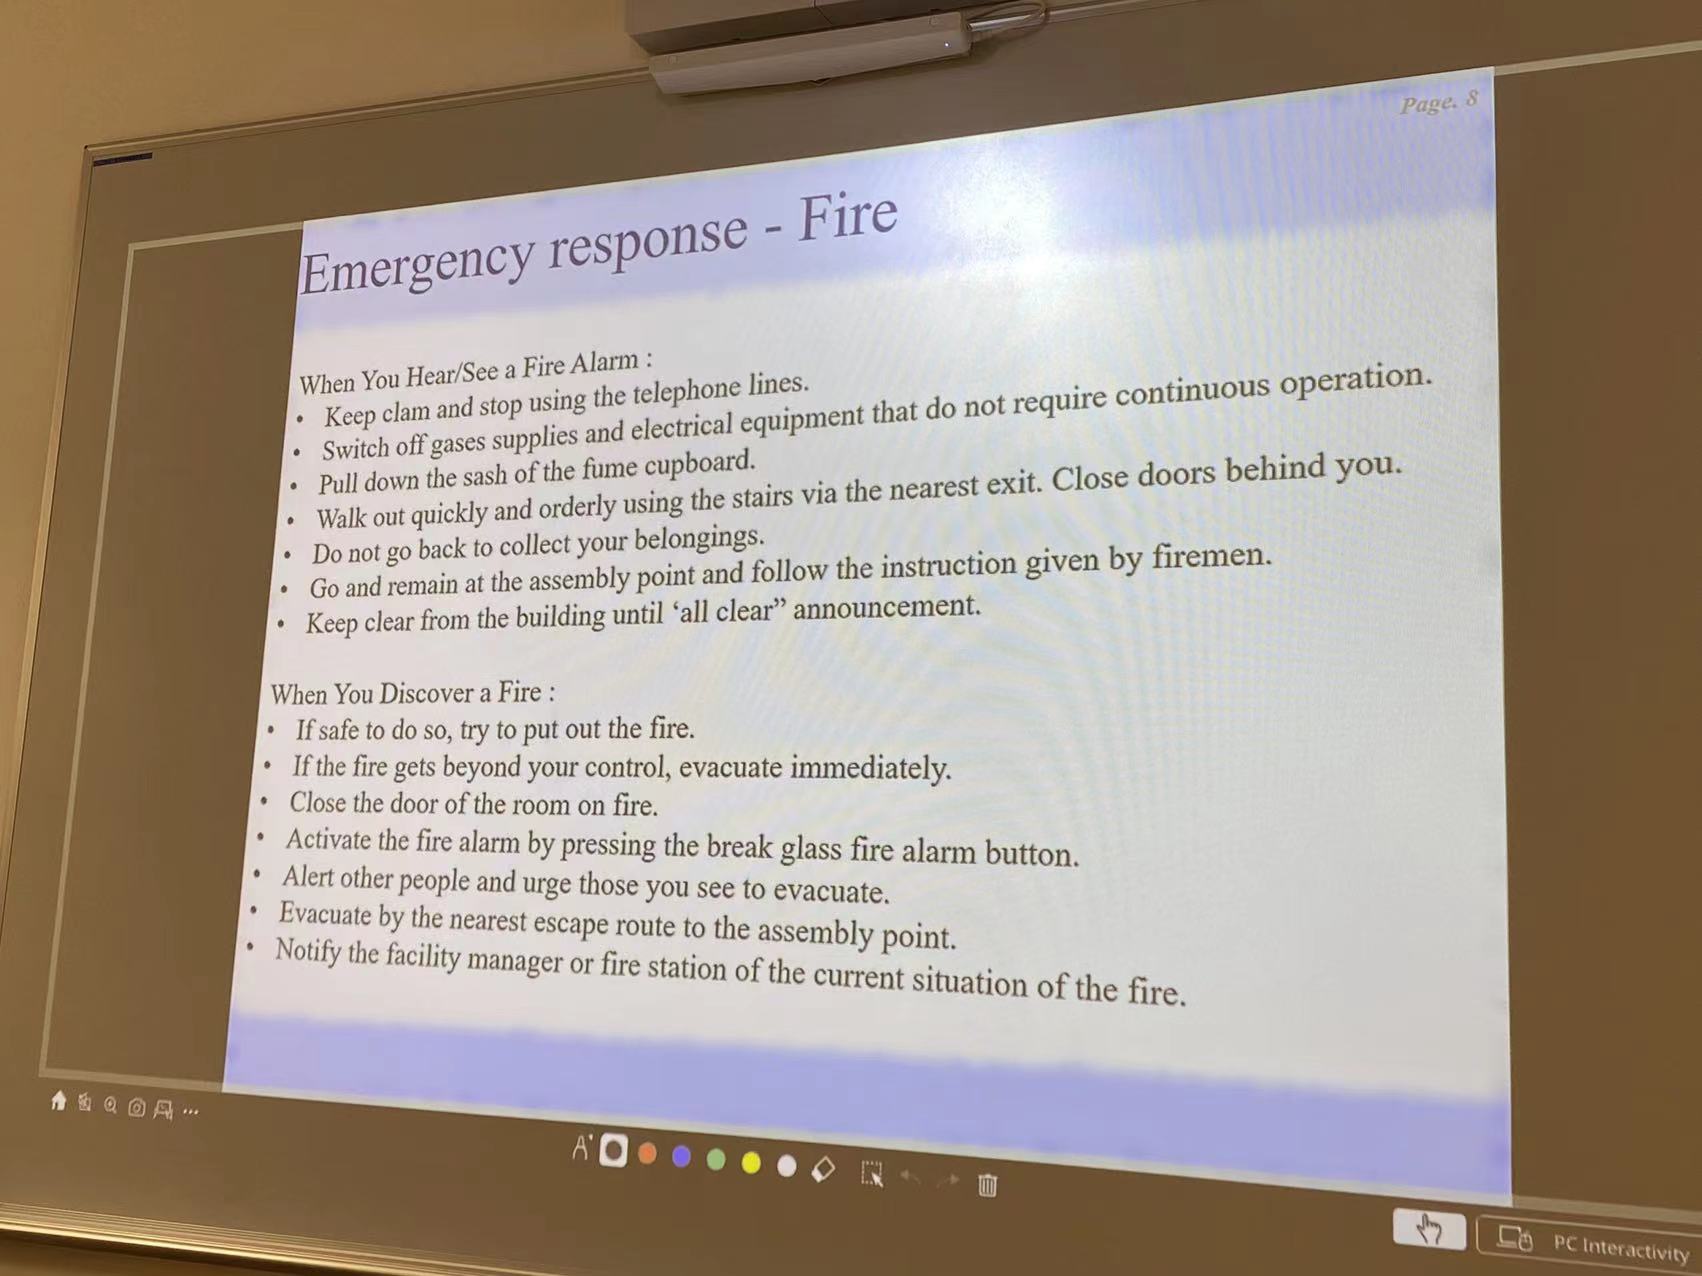 Page. 8
Emergency response - Fire
When You Hear/See a Fire Alarm :
• Keep clam and stop using the telephone lines.
• Switch off gases supplies and electrical equipment that do not require continuous operation.
• Pull down the sash of the fume cupboard.
• Walk out quickly and orderly using the stairs via the nearest exit. Close doors behind you.
• Do not go back to collect your belongings.
• Go and remain at the assembly point and follow the instruction given by firemen.
• Keep clear from the building until ‘all clear” announcement.
When You Discover a Fire :
• If safe to do so, try to put out the fire.
• If the fire gets beyond your control, evacuate immediately.
• Close the door of the room on fire.
• Activate the fire alarm by pressing the break glass fire alarm button.
• Alert other people and urge those you see to evacuate.
• Evacuate by the nearest escape route to the assembly point.
• Notify the facility manager or fire station of the current situation of the fire.
PC Interactivity